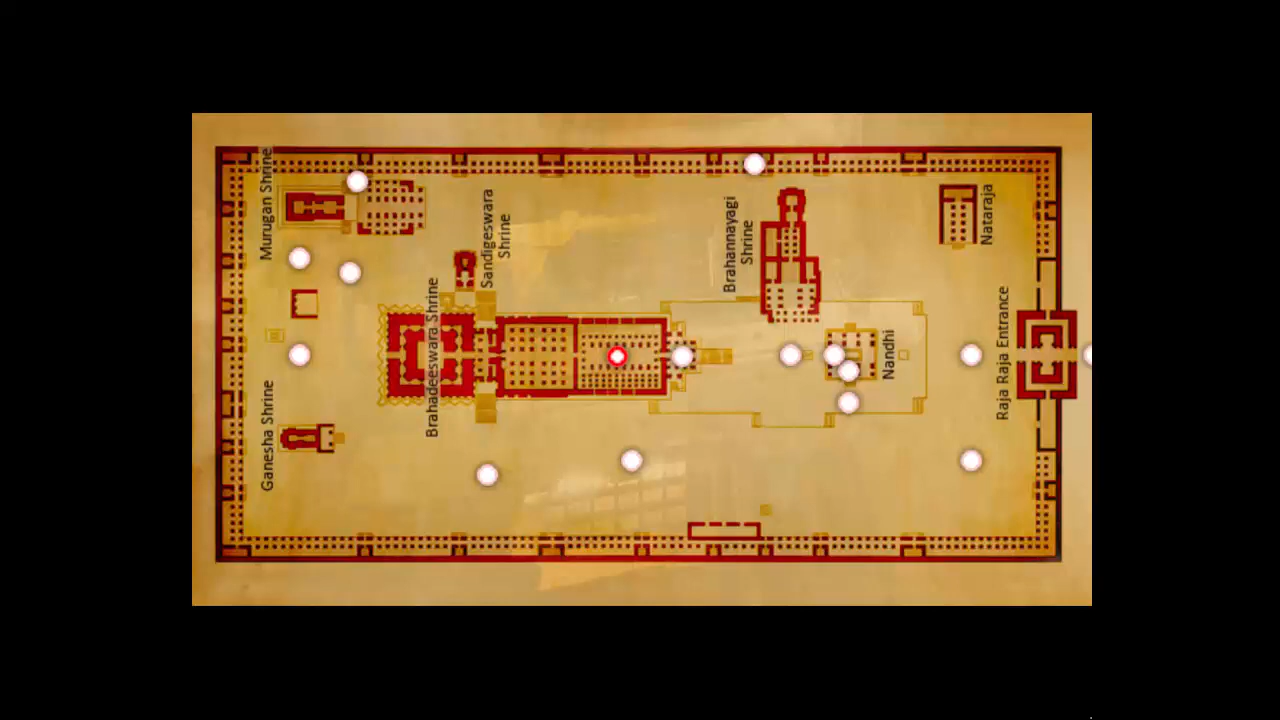 Murugan Shrine
Sandigeswara
Shrine
Brahannayagi
Shrine
Nataraja
Brahadeeswara Shrine
Raja Raja Entrance
Nandhi
Ganesha Shrine